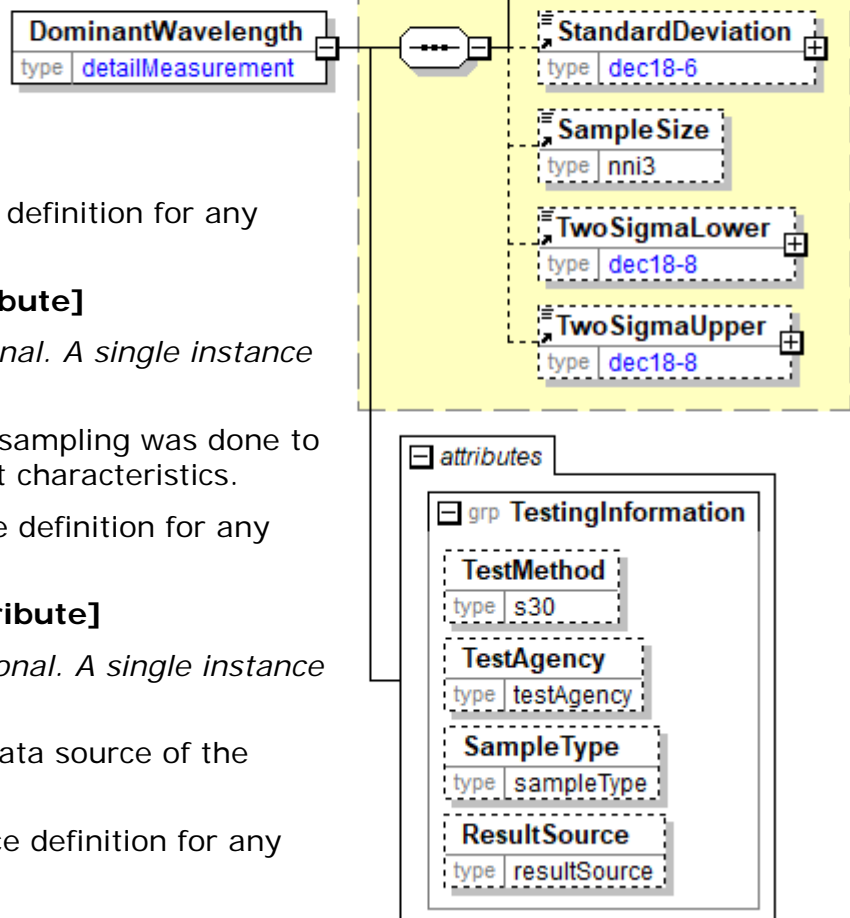 DominantWavelength
type detailMeasurement
definition for any
bute]
nal. A single instance
sampling was done to
t characteristics.
e definition for any
ribute]
onal. A single instance
ata source of the
ce definition for any
StandardDeviation
type dec18-6
SampleSize
type nni3
TwoSigmaLower
type dec18-8
TwoSigmaUpper
type dec18-8
attributes
grp TestingInformation
TestMethod
type s30
TestAgency
type testAgency
SampleType
type sampleType
ResultSource
type resultSource